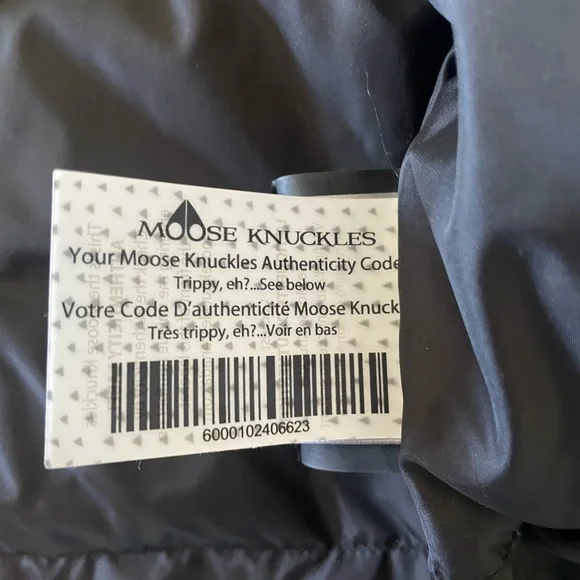 MOOSE KNUCKLES
Your Moose Knuckles Authenticity Code
Trippy, eh?...See below
Votre Code D'authenticité Moose Knuck
Très trippy, eh?...Voir en bas
6000102406623